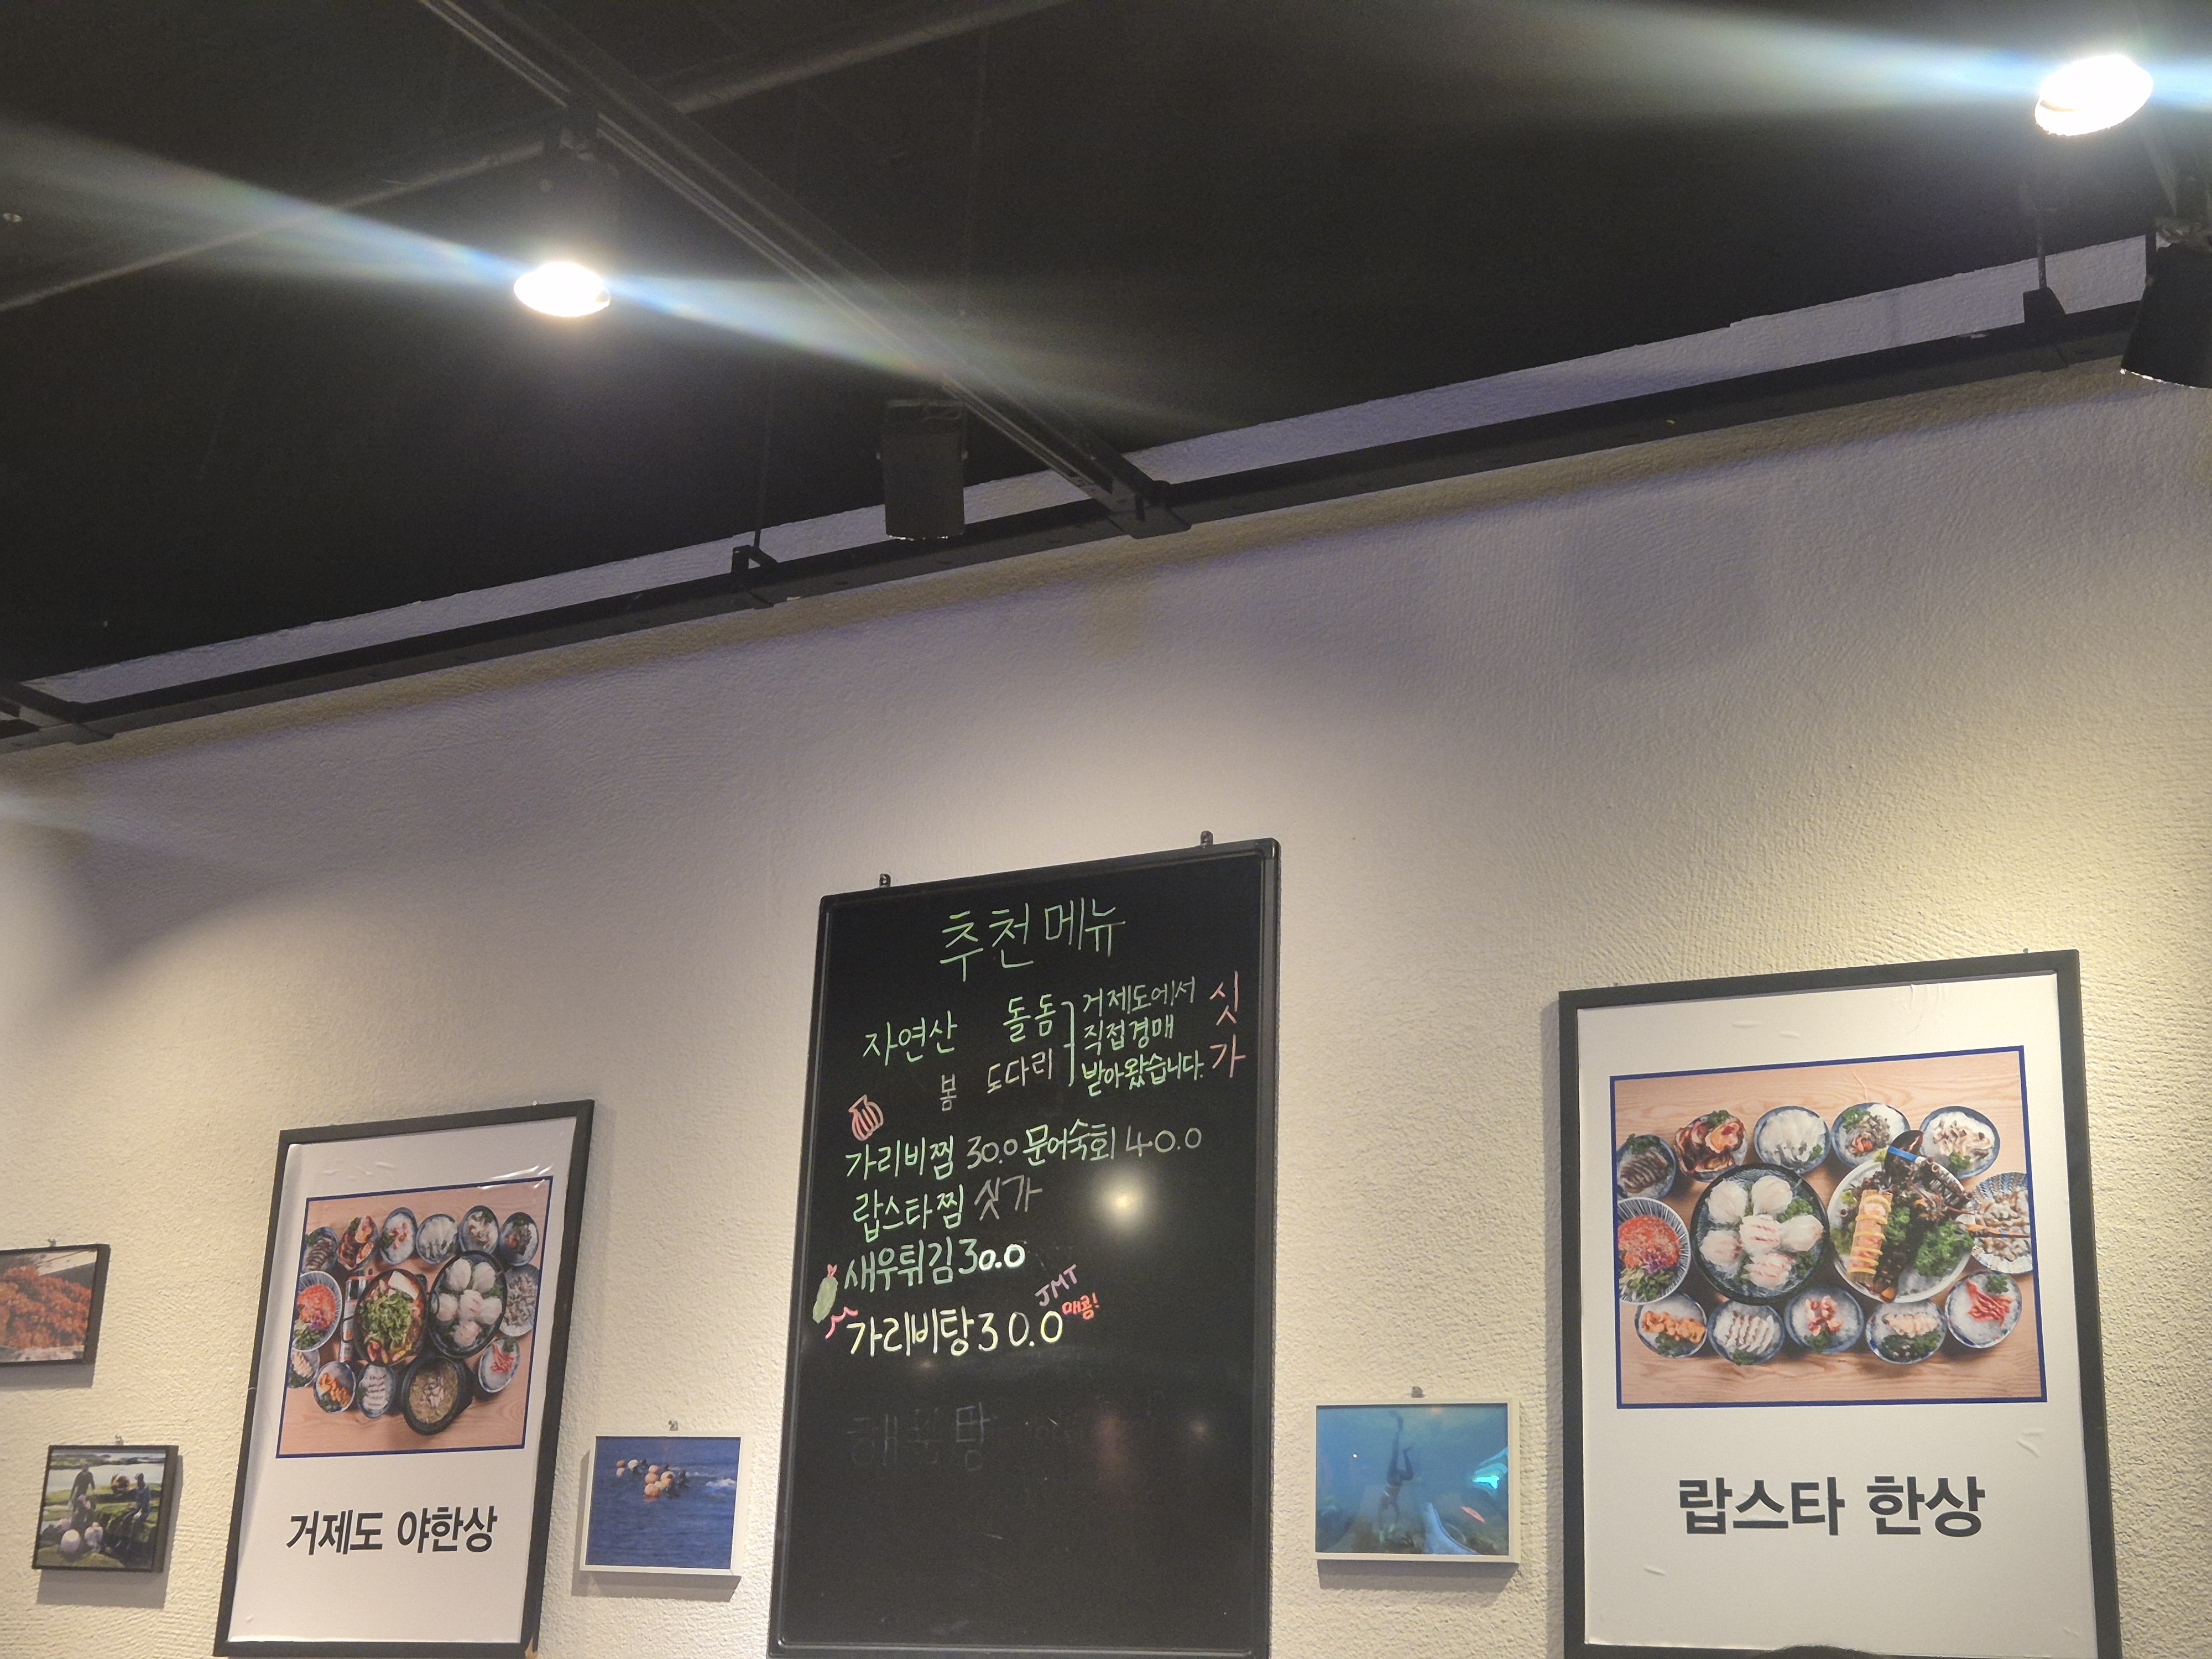 추천메뉴
자연산 돌돔 거제도에서 싯
직접경매
봄 도다리 받아왔습니다. 가
가리비찜 30.0 문어숙회 40.0
랍스타찜 싯가
새우튀김 30.0
JMT
가리비탕 30.0 매콤!
거제도 야한상
랍스타 한상